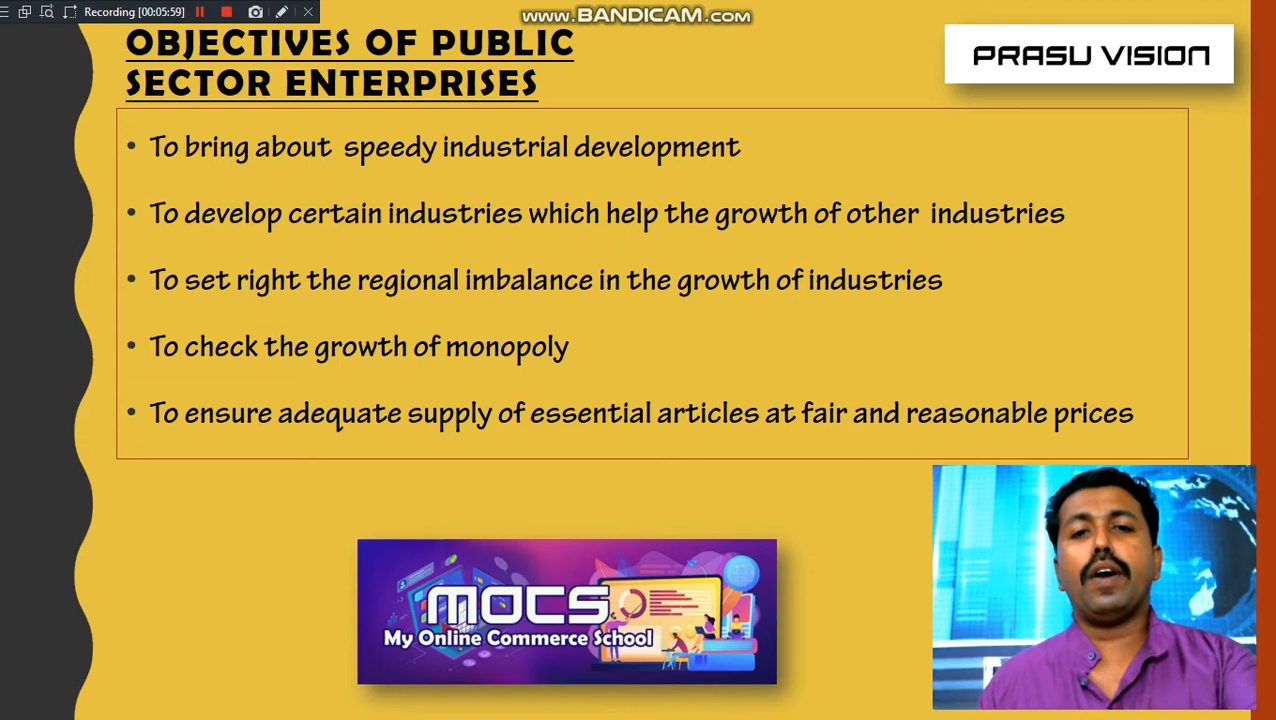 Recording [00:05:59]
www.BANDICAM.com
OBJECTIVES OF PUBLIC
SECTOR ENTERPRISES
PRASU VISION
• To bring about speedy industrial development
• To develop certain industries which help the growth of other industries
• To set right the regional imbalance in the growth of industries
• To check the growth of monopoly
• To ensure adequate supply of essential articles at fair and reasonable prices
MOCS
My Online Commerce School